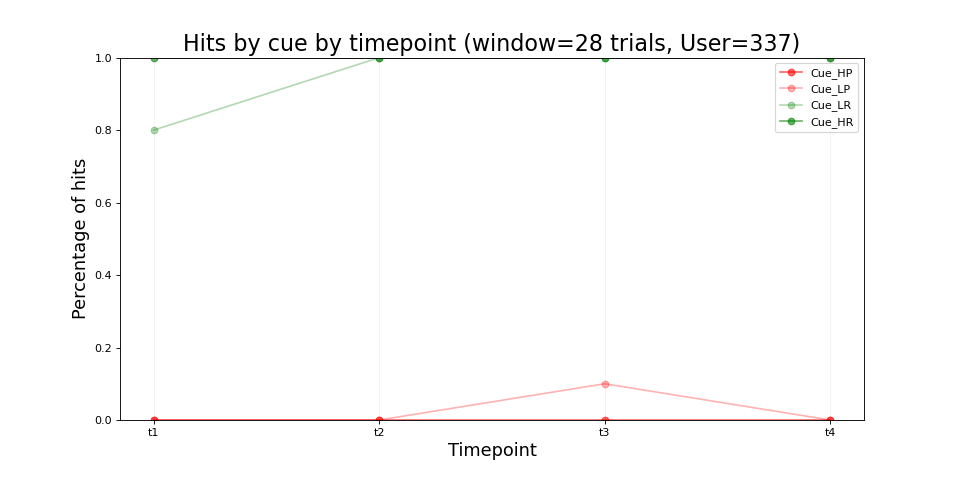 Hits by cue by timepoint (window=28 trials, User=337)
Percentage of hits
1.0
0.8
0.6
0.4
0.2
0.0
Cue_HP
Cue_LP
Cue_LR
Cue_HR
t1
t2
t3
t4
Timepoint